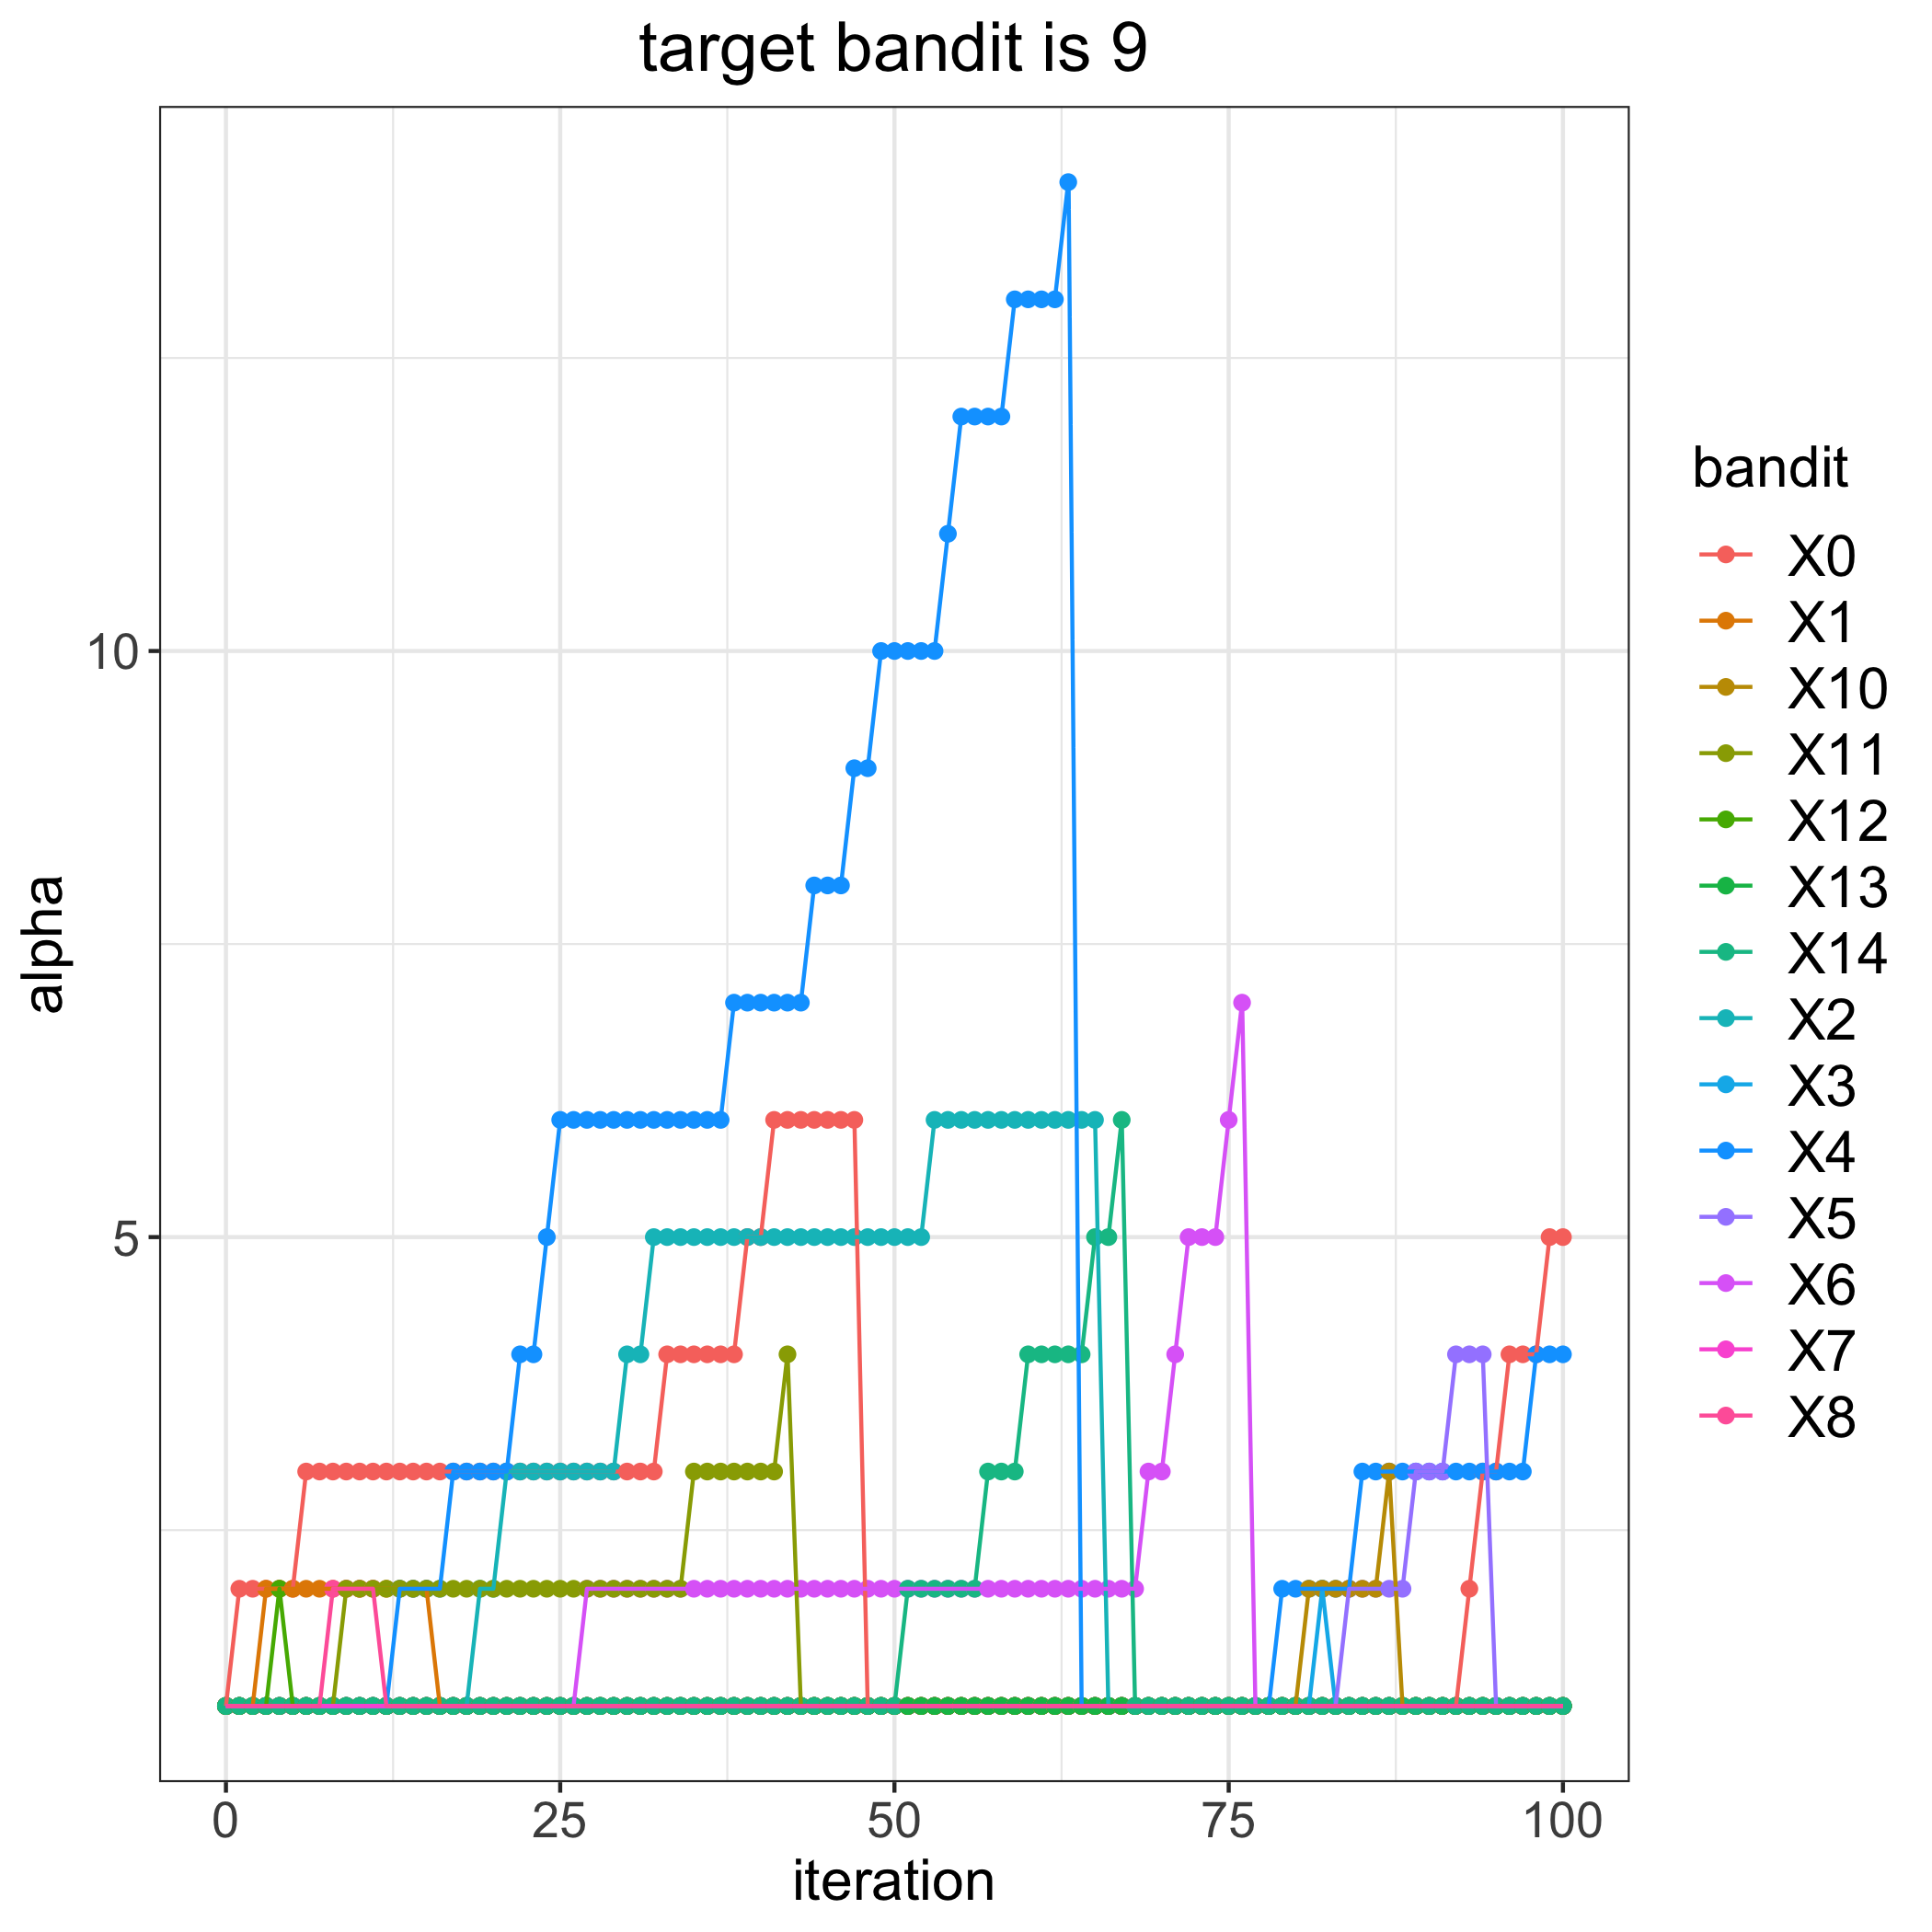 target bandit is 9
alpha
10
5
0 25 50 75 100
iteration
bandit
X0
X1
X10
X11
X12
X13
X14
X2
X3
X4
X5
X6
X7
X8